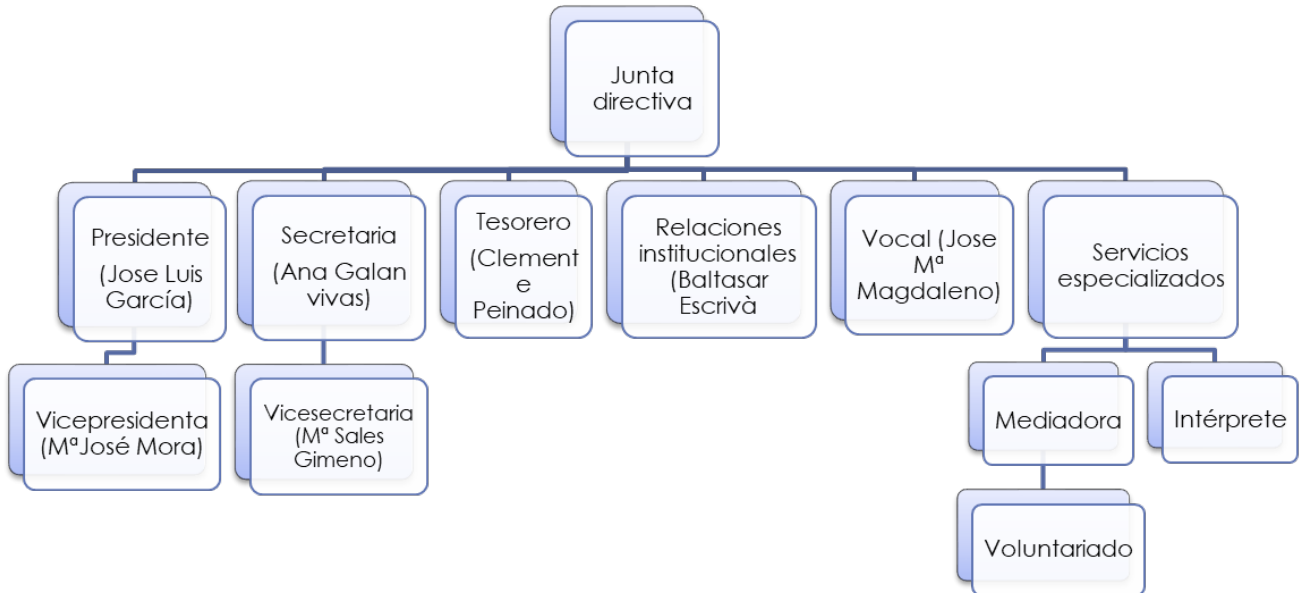 Junta
directiva
Presidente
(Jose Luis
García)
Secretaria
(Ana Galan
vivas)
Tesorero
(Clement
e
Peinado)
Relaciones
institucionales
(Baltasar
Escrivà
Vocal (Jose
Mª
Magdaleno)
Servicios
especializados
Vicepresidenta
(MªJosé Mora)
Vicesecretaria
(Mª Sales
Gimeno)
Mediadora
Intérprete
Voluntariado